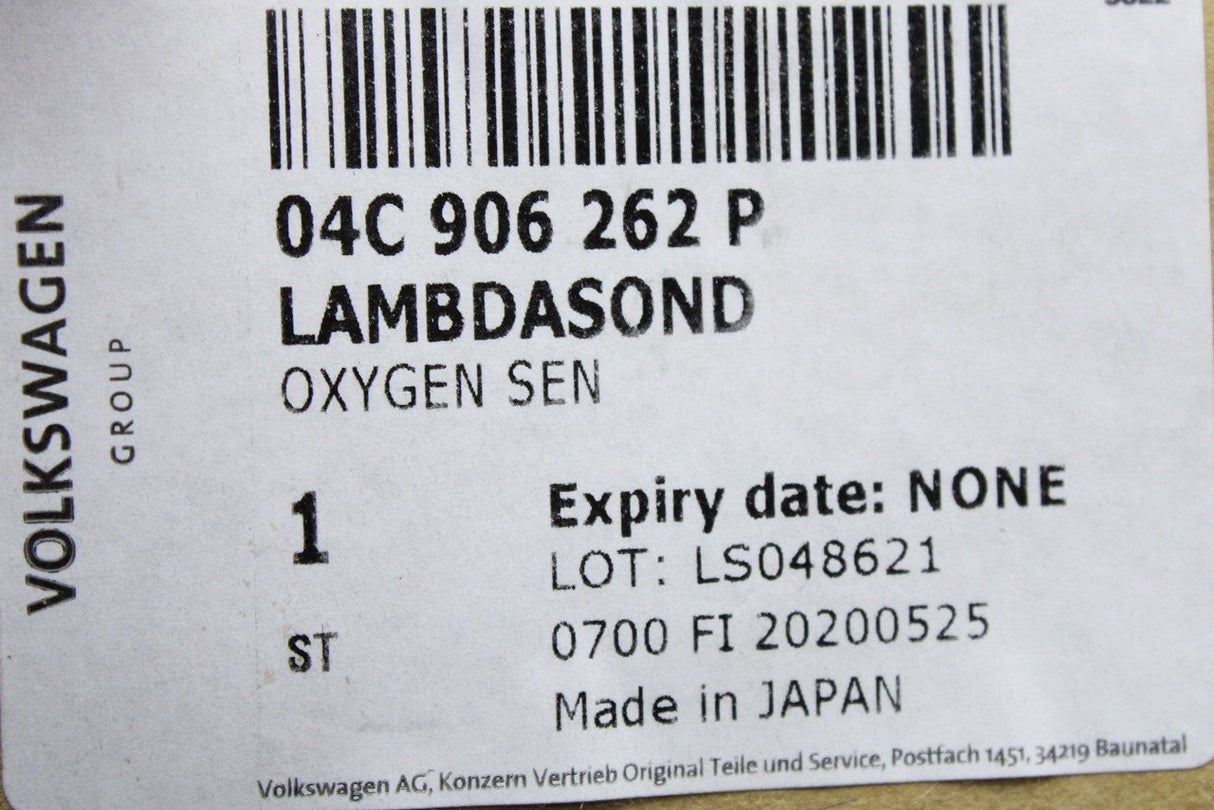 04C 906 262 P
LAMBDASOND
OXYGEN SEN
VOLKSWAGEN
GROUP
1
Expiry date: NONE
LOT: LS048621
ST
0700 FI 20200525
Made in JAPAN
Volkswagen AG, Konzern Vertrieb Original Teile und Service, Postfach 1451, 34219 Baunatal